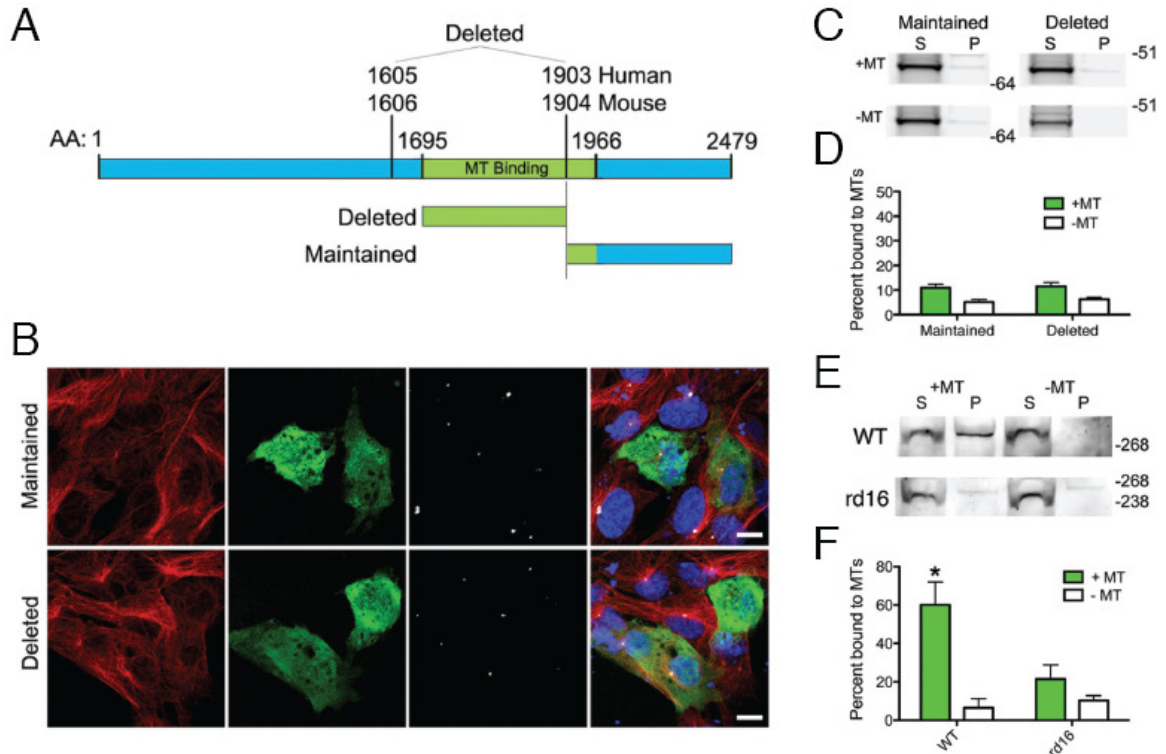 A
Deleted
1605 1903 Human
1606 1904 Mouse
AA: 1 1695 1966 2479
MT Binding
Deleted
Maintained
B
Maintained
Deleted
C
Maintained Deleted
S P S P
+MT -64 -51
-MT -64 -51
D
Percent bound to MTs
50
40
30
20
10
0
+MT
-MT
Maintained Deleted
E
+MT -MT
S P S P
WT -268
rd16 -268
-238
F
Percent bound to MTs
80
60
40
20
0
*
+ MT
- MT
WT rd16